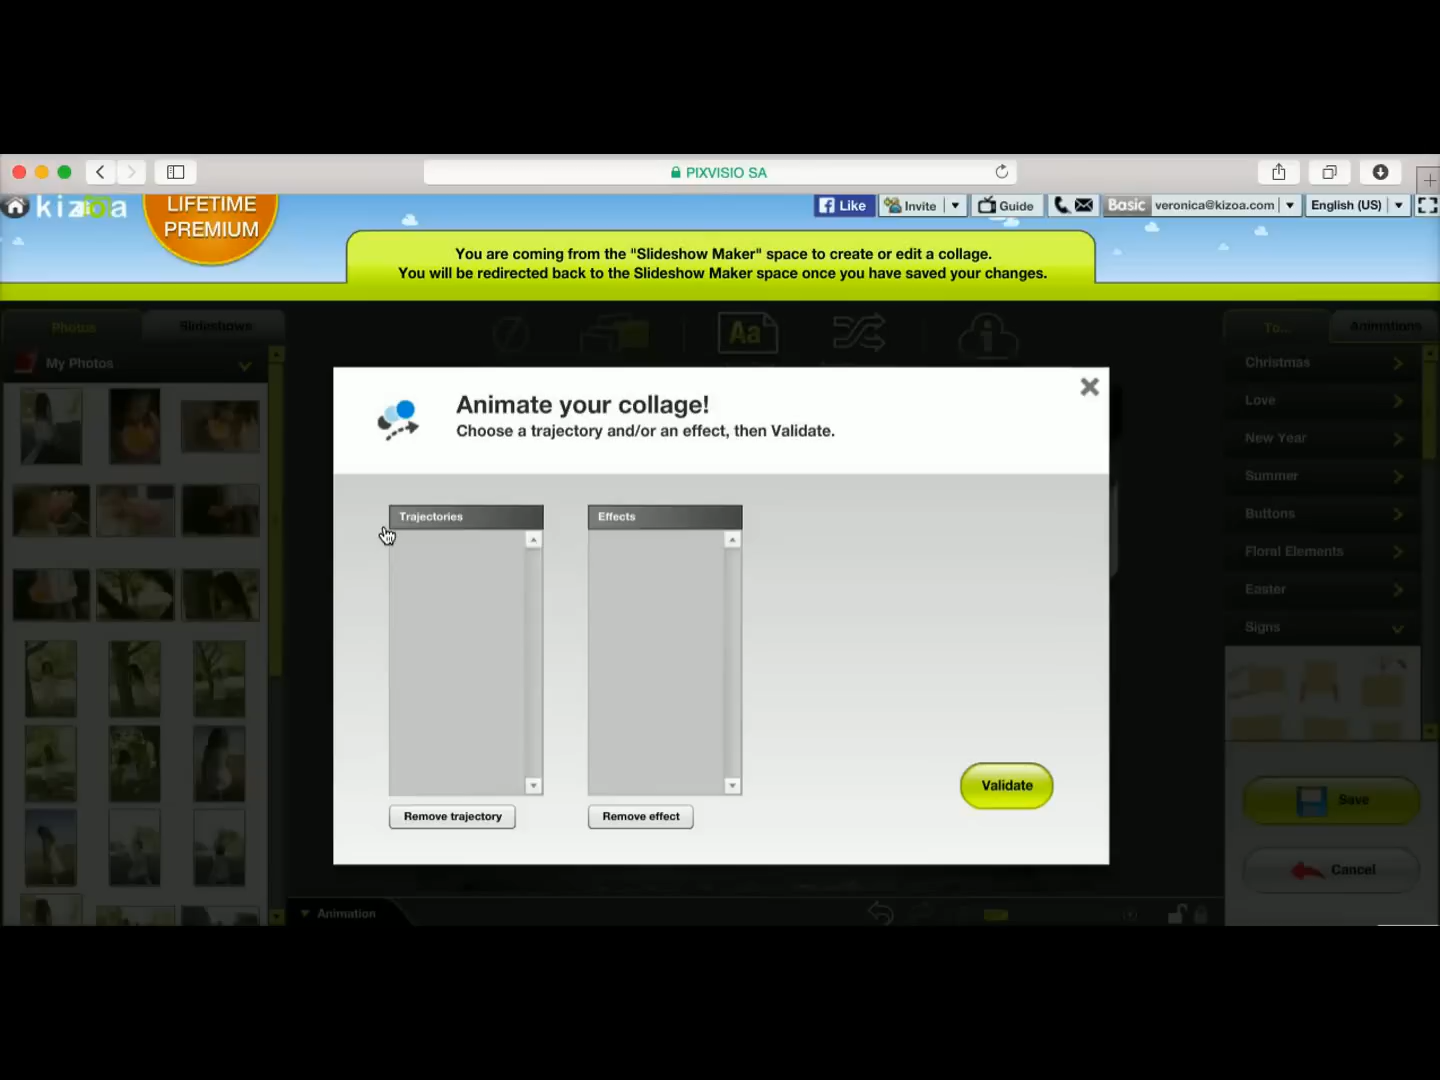 PIXVISIO SA
kizoa
LIFETIME
PREMIUM
Like
Invite
Guide
Basic
veronica@kizoa.com
English (US)
You are coming from the "Slideshow Maker" space to create or edit a collage.
You will be redirected back to the Slideshow Maker space once you have saved your changes.
Photos
Slideshows
Aa
To...
Animations
My Photos
Christmas
Love
New Year
Summer
Buttons
Floral Elements
Easter
Signs
Animate your collage!
Choose a trajectory and/or an effect, then Validate.
Trajectories
Effects
Validate
Remove trajectory
Remove effect
Save
Cancel
Animation